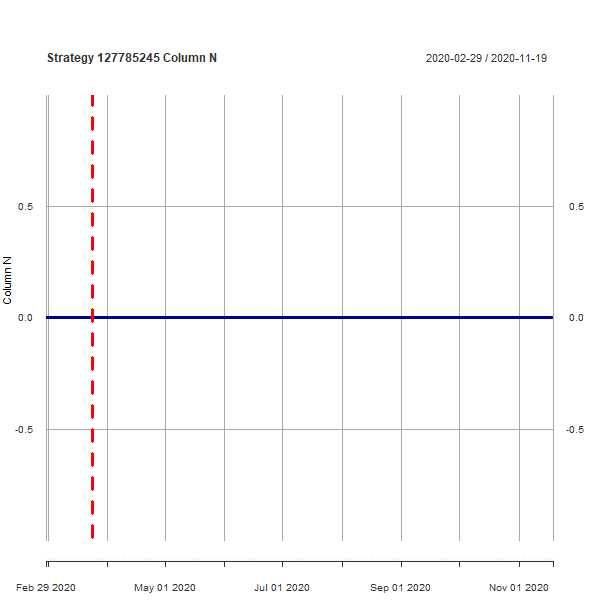 Strategy 127785245 Column N
2020-02-29 / 2020-11-19
0.5
0.5
Column N
0.0
0.0
-0.5
-0.5
Feb 29 2020
May 01 2020
Jul 01 2020
Sep 01 2020
Nov 01 2020